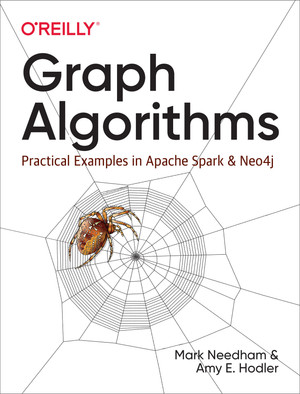 O'REILLY®
Graph
Algorithms
Practical Examples in Apache Spark & Neo4j
Mark Needham &
Amy E. Hodler